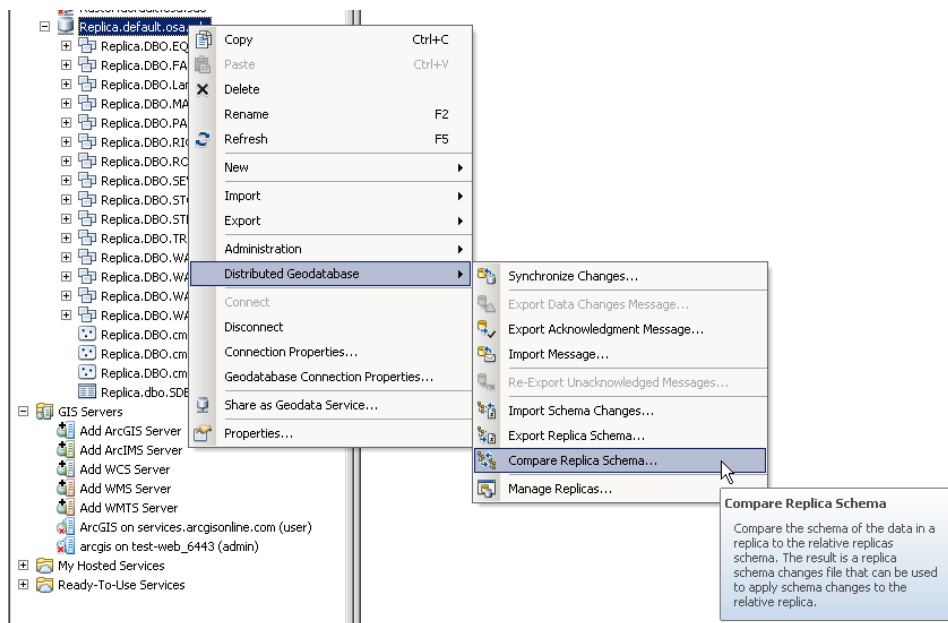 Replica.default.osa.sde
Replica.DBO.EQ
Replica.DBO.FA
Replica.DBO.Lar
Replica.DBO.MA
Replica.DBO.PA
Replica.DBO.RIG
Replica.DBO.RO
Replica.DBO.SE
Replica.DBO.STO
Replica.DBO.STR
Replica.DBO.TR
Replica.DBO.WA
Replica.DBO.WA
Replica.DBO.WA
Replica.DBO.WA
Replica.DBO.cm
Replica.DBO.cm
Replica.DBO.cm
Replica.dbo.SDE
GIS Servers
Add ArcGIS Server
Add ArcIMS Server
Add WCS Server
Add WMS Server
Add WMTS Server
ArcGIS on services.arcgisonline.com (user)
arcgis on test-web_6443 (admin)
My Hosted Services
Ready-To-Use Services
Copy Ctrl+C
Paste Ctrl+V
Delete
Rename F2
Refresh F5
New
Import
Export
Administration
Distributed Geodatabase
Connect
Disconnect
Connection Properties...
Geodatabase Connection Properties...
Share as Geodata Service...
Properties...
Synchronize Changes...
Export Data Changes Message...
Export Acknowledgment Message...
Import Message...
Re-Export Unacknowledged Messages...
Import Schema Changes...
Export Replica Schema...
Compare Replica Schema...
Manage Replicas...
Compare Replica Schema
Compare the schema of the data in a
replica to the relative replicas
schema. The result is a replica
schema changes file that can be used
to apply schema changes to the
relative replica.